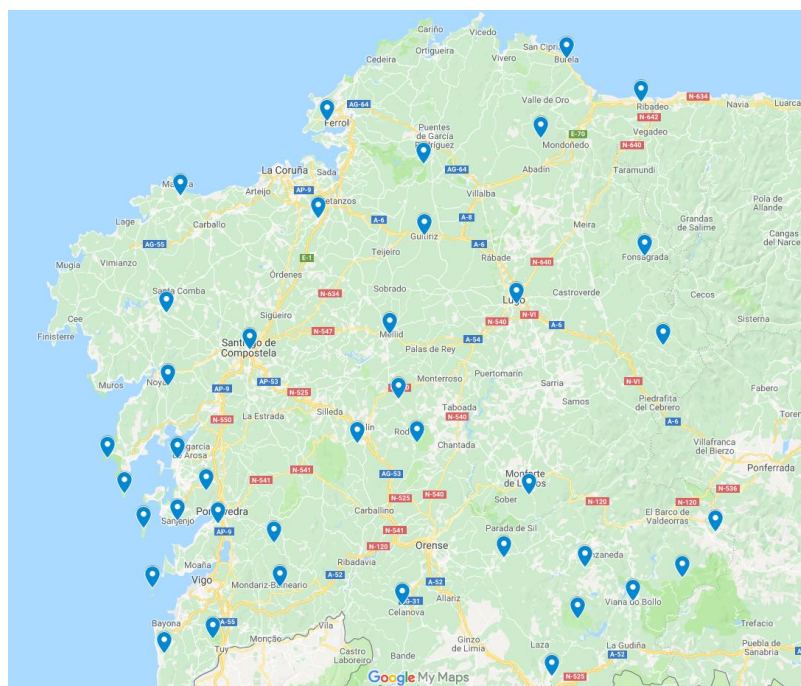 Cariño
Vicedo
Cedeira
Ortigueira
San Cipria
Vivero
Burela
Valle de Oro
Ribadeo
N-634
Navia
Luarca
AG-64
N-642
Ferrol
Vegadeo
Puentes
de García
Rodríguez
E-70
Mondoñedo
N-640
La Coruña
Sada
AG-64
Abadín
Taramundi
Arteijo
AP-9
Betanzos
Villalba
Pola de
Allande
Lage
Carballo
A-6
A-8
Meira
Grandas
de Salime
Guitiriz
Cangas
del Narce
AG-55
E-1
Teijeiro
A-6
Mugia
Vimianzo
Rábade
N-640
Fonsagrada
Órdenes
Sobrado
Castroverde
Cecos
Santa Comba
N-634
Lugo
Cee
Sigüeiro
N-VI
Sisterna
Finisterre
N-547
Mellid
N-540
A-6
Santiago de
Compostela
A-54
Palas de Rey
Muros
Noya
AP-9
AP-53
Monterroso
Puertomarín
N-VI
N-525
Sarria
Fabero
N-550
La Estrada
Silleda
Taboada
Samos
Piedrafita
del Cebrero
N-540
A-6
Chantada
Villafranca
del Bierzo
N-541
AG-53
Monforte
de Lemos
Ponferrada
N-541
N-525
N-540
Sober
N-120
N-536
Sanjenjo
Pontevedra
Carballino
El Barco de
Valdeorras
N-120
AP-9
N-541
Parada de Sil
Orense
Moaña
N-120
Ribadavia
Vigo
Mondariz-Balneario
A-52
A-52
Allariz
Viana do Bollo
Celanova
Bayona
A-55
Monção
Vila
Trefacio
Tuy
Castro
Laboreiro
Bande
Ginzo
de Limia
Laza
La Gudiña
A-52
Puebla de
Sanabria
N-525
Google My Maps